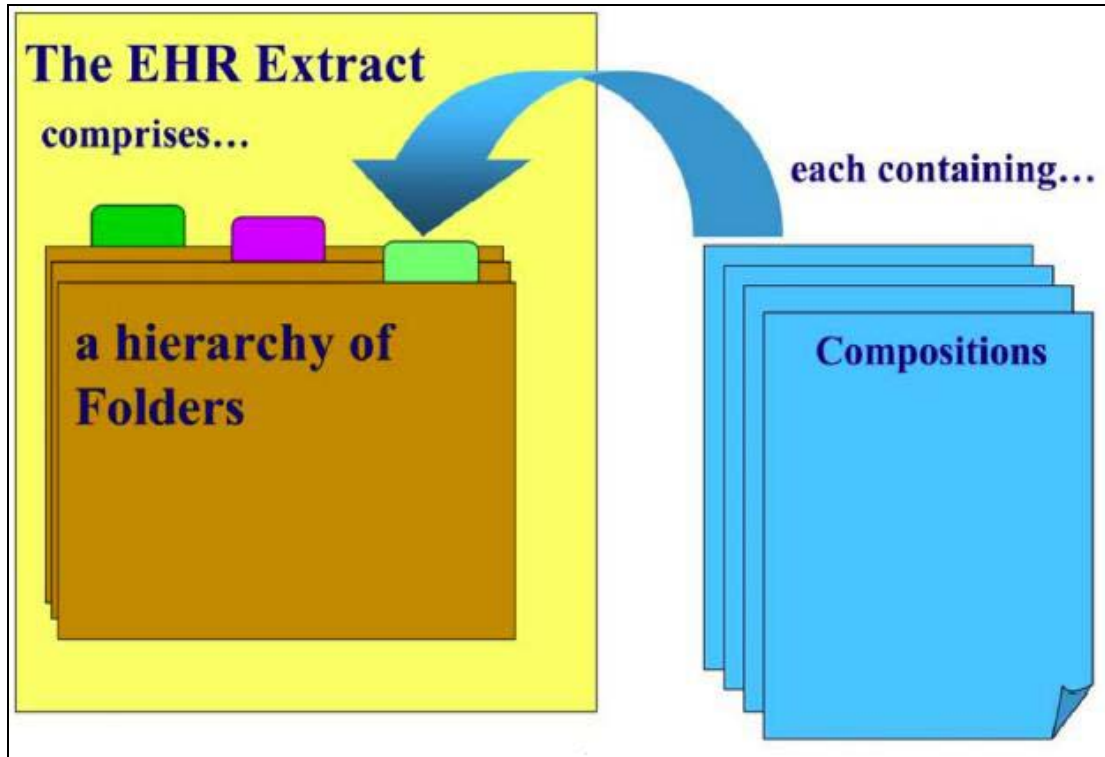 The EHR Extract
comprises…
a hierarchy of
Folders
each containing…
Compositions